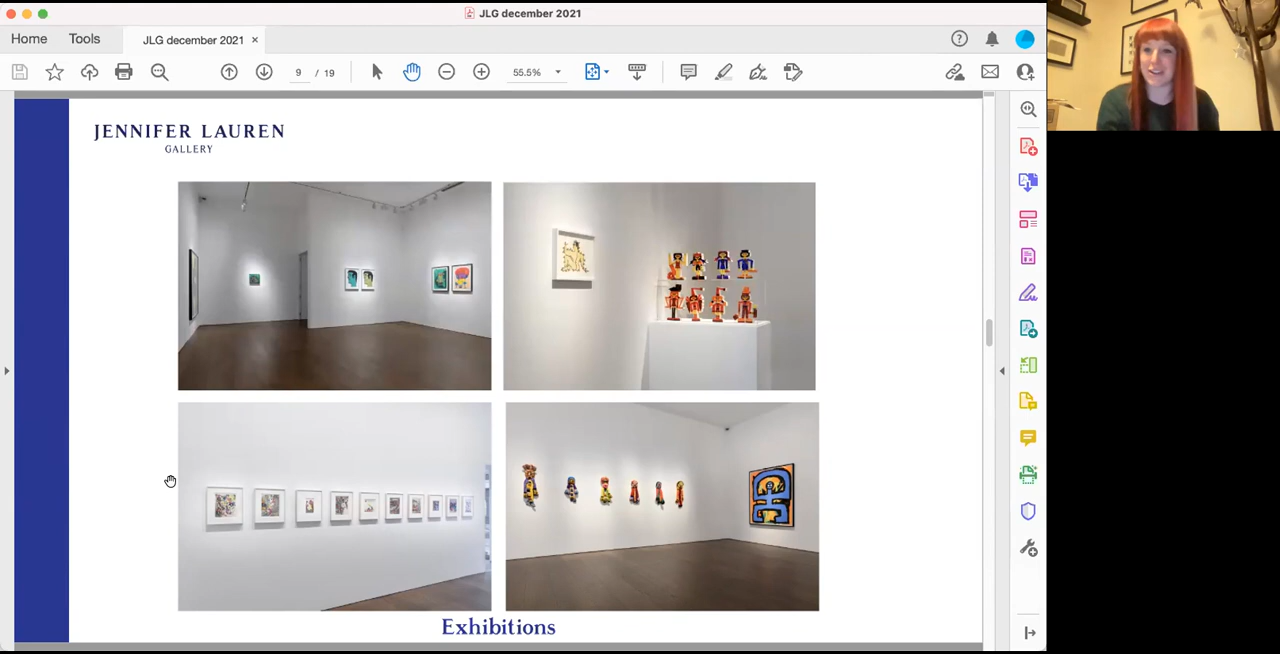 JLG december 2021
Home
Tools
JLG december 2021
9 / 19
55.5%
JENNIFER LAUREN
GALLERY
Exhibitions